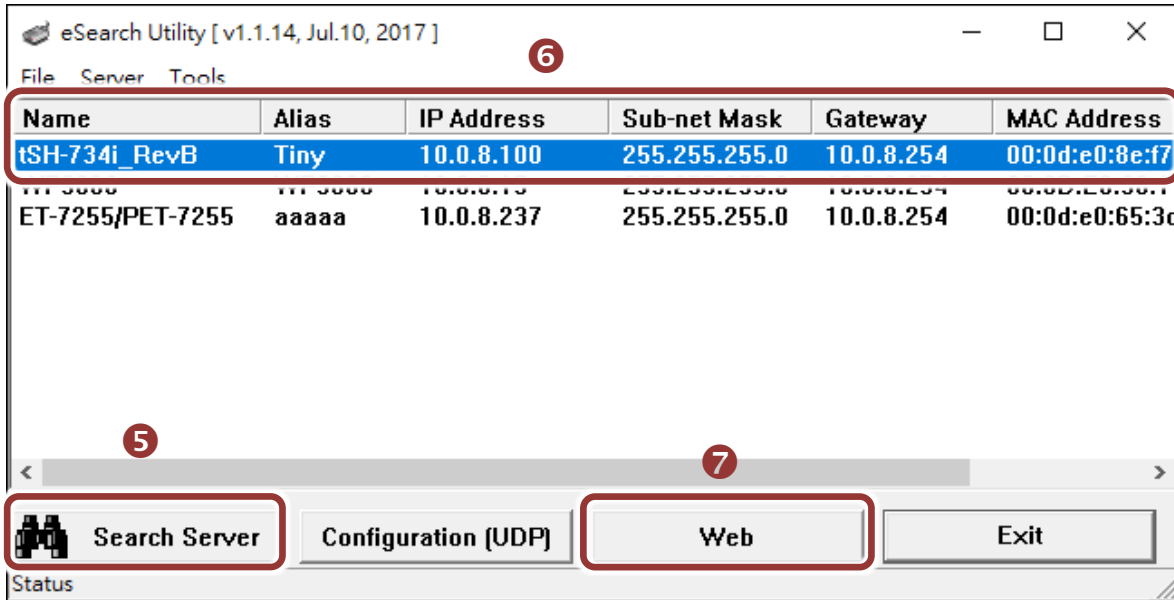 eSearch Utility [ v1.1.14, Jul.10, 2017 ]
6
File Server Tools
Name Alias IP Address Sub-net Mask Gateway MAC Address
tSH-734i_RevB Tiny 10.0.8.100 255.255.255.0 10.0.8.254 00:0d:e0:8e:f7
ET-7255/PET-7255 aaaaa 10.0.8.237 255.255.255.0 10.0.8.254 00:0d:e0:65:3
5
7
Search Server Configuration (UDP) Web Exit
Status